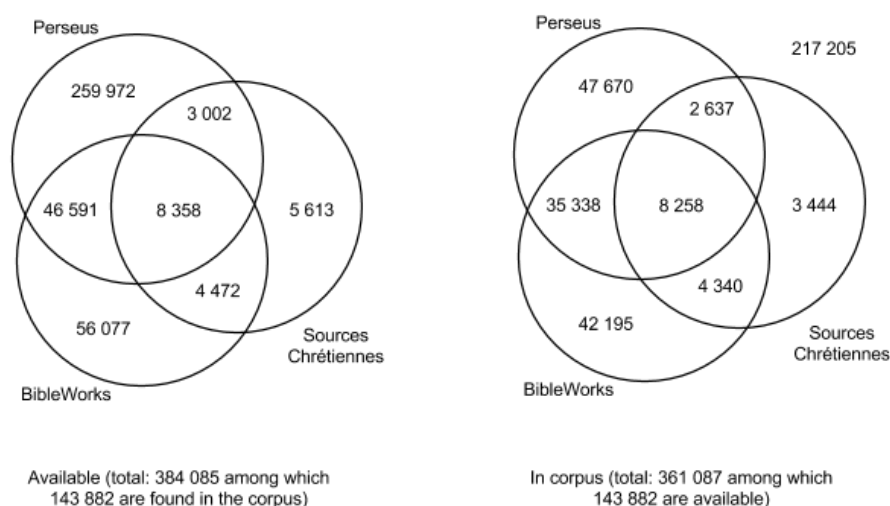 Perseus
259 972
3 002
46 591
8 358
5 613
4 472
56 077
Sources
Chrétiennes
BibleWorks
Available (total: 384 085 among which
143 882 are found in the corpus)
Perseus
217 205
47 670
2 637
35 338
8 258
3 444
4 340
42 195
Sources
Chrétiennes
BibleWorks
In corpus (total: 361 087 among which
143 882 are available)